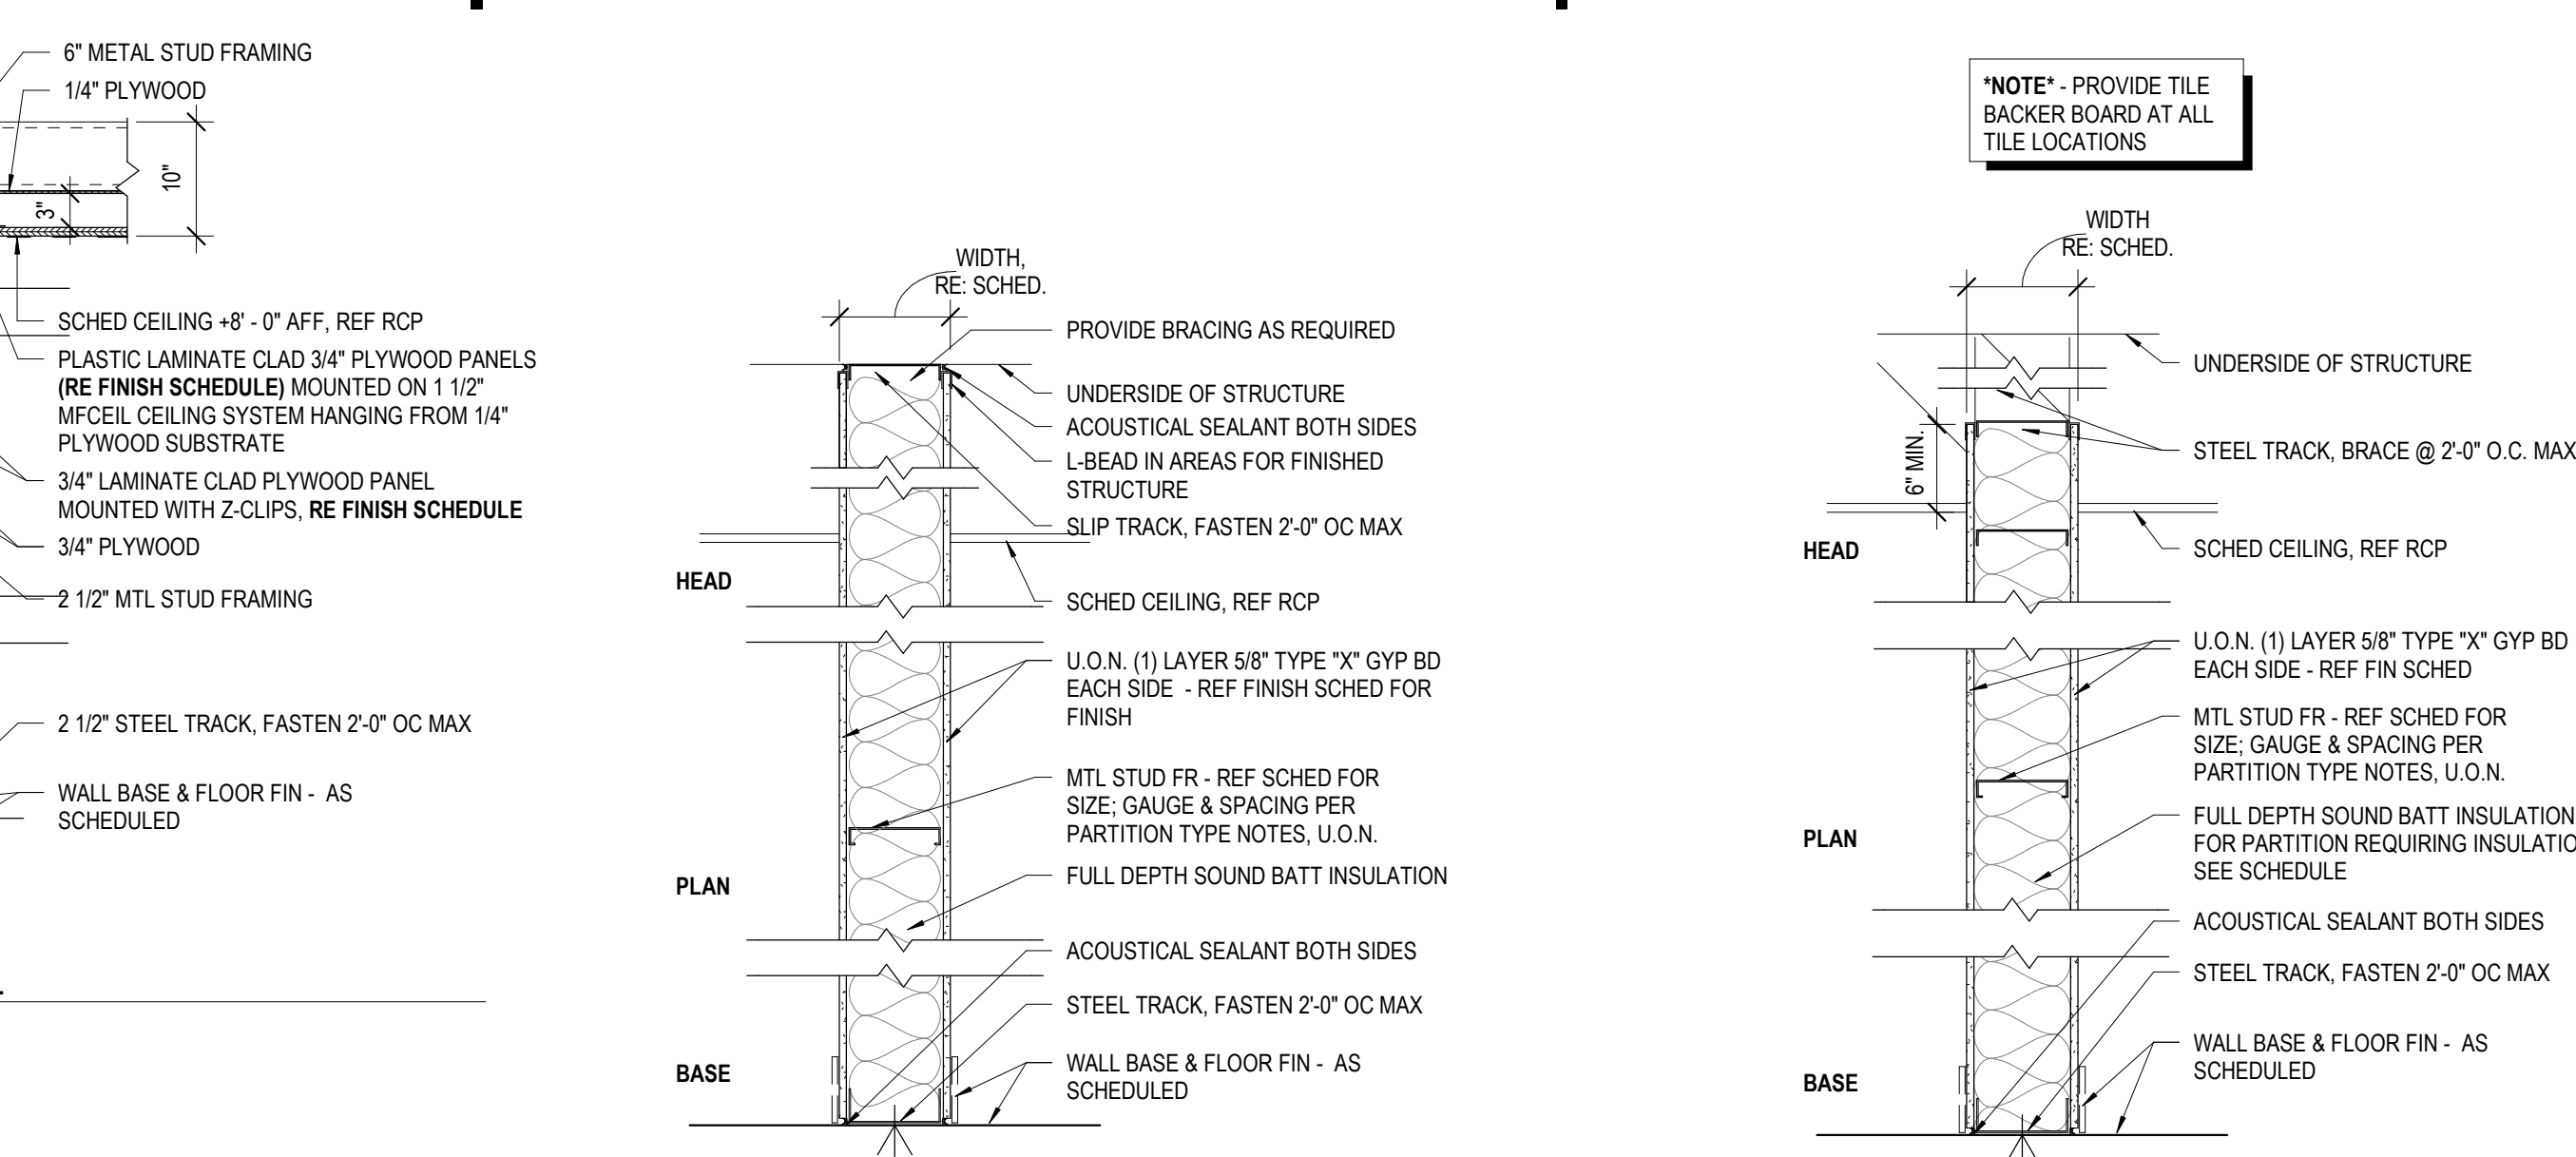 6" METAL STUD FRAMING
1/4" PLYWOOD
10"
3"
SCHED CEILING +8' - 0" AFF, REF RCP
PLASTIC LAMINATE CLAD 3/4" PLYWOOD PANELS
(RE FINISH SCHEDULE) MOUNTED ON 1 1/2"
MFCEIL CEILING SYSTEM HANGING FROM 1/4"
PLYWOOD SUBSTRATE
3/4" LAMINATE CLAD PLYWOOD PANEL
MOUNTED WITH Z-CLIPS, RE FINISH SCHEDULE
3/4" PLYWOOD
2 1/2" MTL STUD FRAMING
2 1/2" STEEL TRACK, FASTEN 2'-0" OC MAX
WALL BASE & FLOOR FIN - AS
SCHEDULED
WIDTH,
RE: SCHED.
PROVIDE BRACING AS REQUIRED
UNDERSIDE OF STRUCTURE
ACOUSTICAL SEALANT BOTH SIDES
L-BEAD IN AREAS FOR FINISHED
STRUCTURE
SLIP TRACK, FASTEN 2'-0" OC MAX
HEAD
SCHED CEILING, REF RCP
U.O.N. (1) LAYER 5/8" TYPE "X" GYP BD
EACH SIDE - REF FINISH SCHED FOR
FINISH
MTL STUD FR - REF SCHED FOR
SIZE; GAUGE & SPACING PER
PARTITION TYPE NOTES, U.O.N.
PLAN
FULL DEPTH SOUND BATT INSULATION
ACOUSTICAL SEALANT BOTH SIDES
STEEL TRACK, FASTEN 2'-0" OC MAX
BASE
WALL BASE & FLOOR FIN - AS
SCHEDULED
*NOTE* - PROVIDE TILE
BACKER BOARD AT ALL
TILE LOCATIONS
WIDTH
RE: SCHED.
UNDERSIDE OF STRUCTURE
6" MIN.
STEEL TRACK, BRACE @ 2'-0" O.C. MAX
HEAD
SCHED CEILING, REF RCP
U.O.N. (1) LAYER 5/8" TYPE "X" GYP BD
EACH SIDE - REF FIN SCHED
MTL STUD FR - REF SCHED FOR
SIZE; GAUGE & SPACING PER
PARTITION TYPE NOTES, U.O.N.
PLAN
FULL DEPTH SOUND BATT INSULATION
FOR PARTITION REQUIRING INSULATIO
SEE SCHEDULE
ACOUSTICAL SEALANT BOTH SIDES
STEEL TRACK, FASTEN 2'-0" OC MAX
BASE
WALL BASE & FLOOR FIN - AS
SCHEDULED